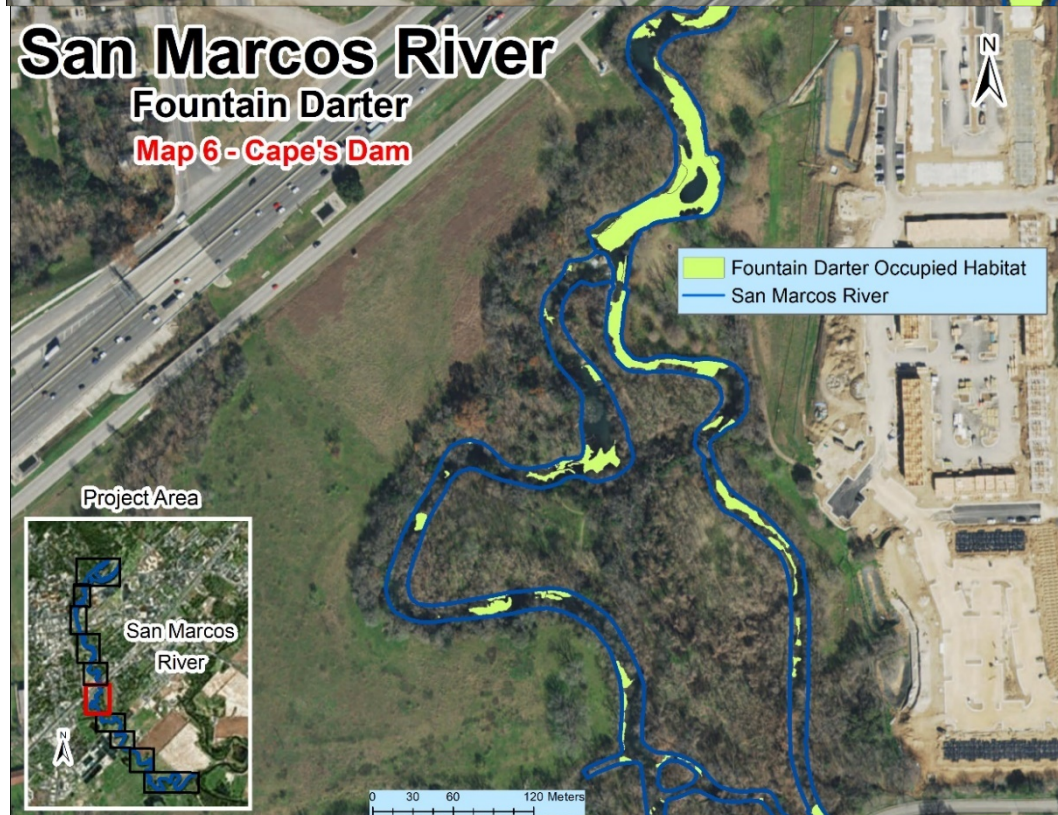 San Marcos River
Fountain Darter
Map 6 - Cape's Dam
N
Fountain Darter Occupied Habitat
San Marcos River
Project Area
San Marcos
River
N
0 30 60 120 Meters